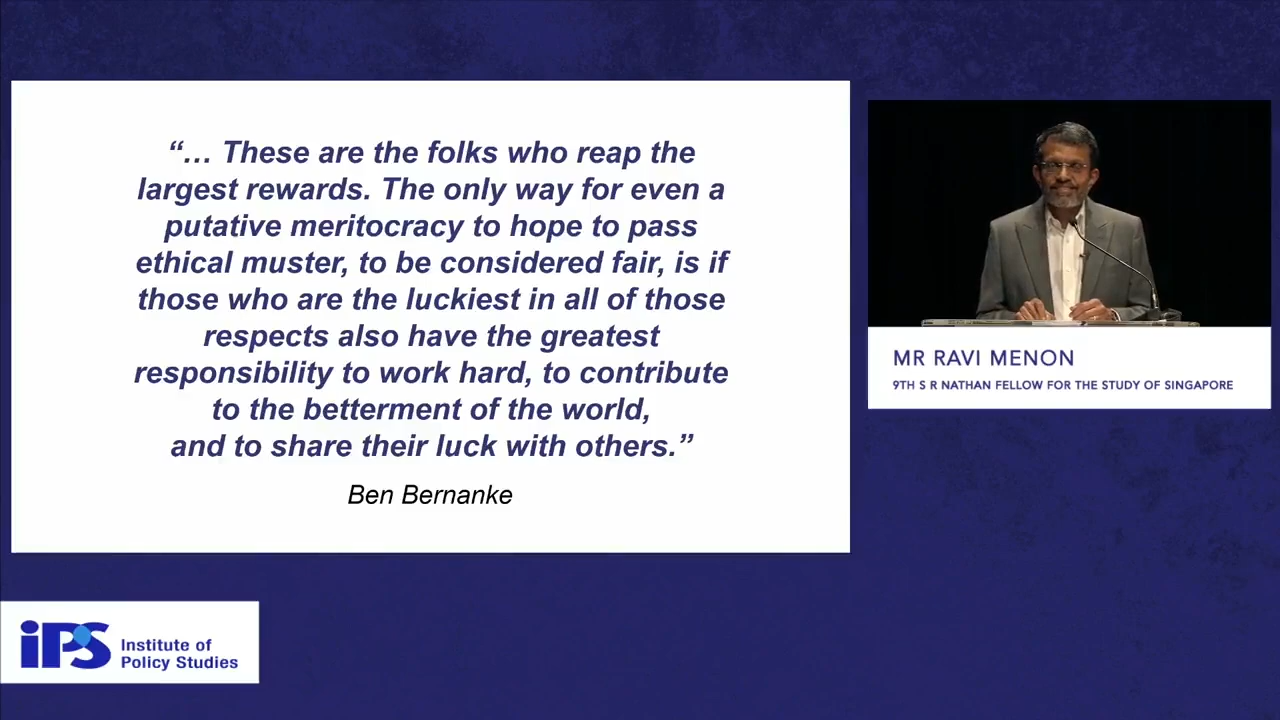 “… These are the folks who reap the
largest rewards. The only way for even a
putative meritocracy to hope to pass
ethical muster, to be considered fair, is if
those who are the luckiest in all of those
respects also have the greatest
responsibility to work hard, to contribute
to the betterment of the world,
and to share their luck with others.”
Ben Bernanke
MR RAVI MENON
9TH S R NATHAN FELLOW FOR THE STUDY OF SINGAPORE
iPS
Institute of
Policy Studies